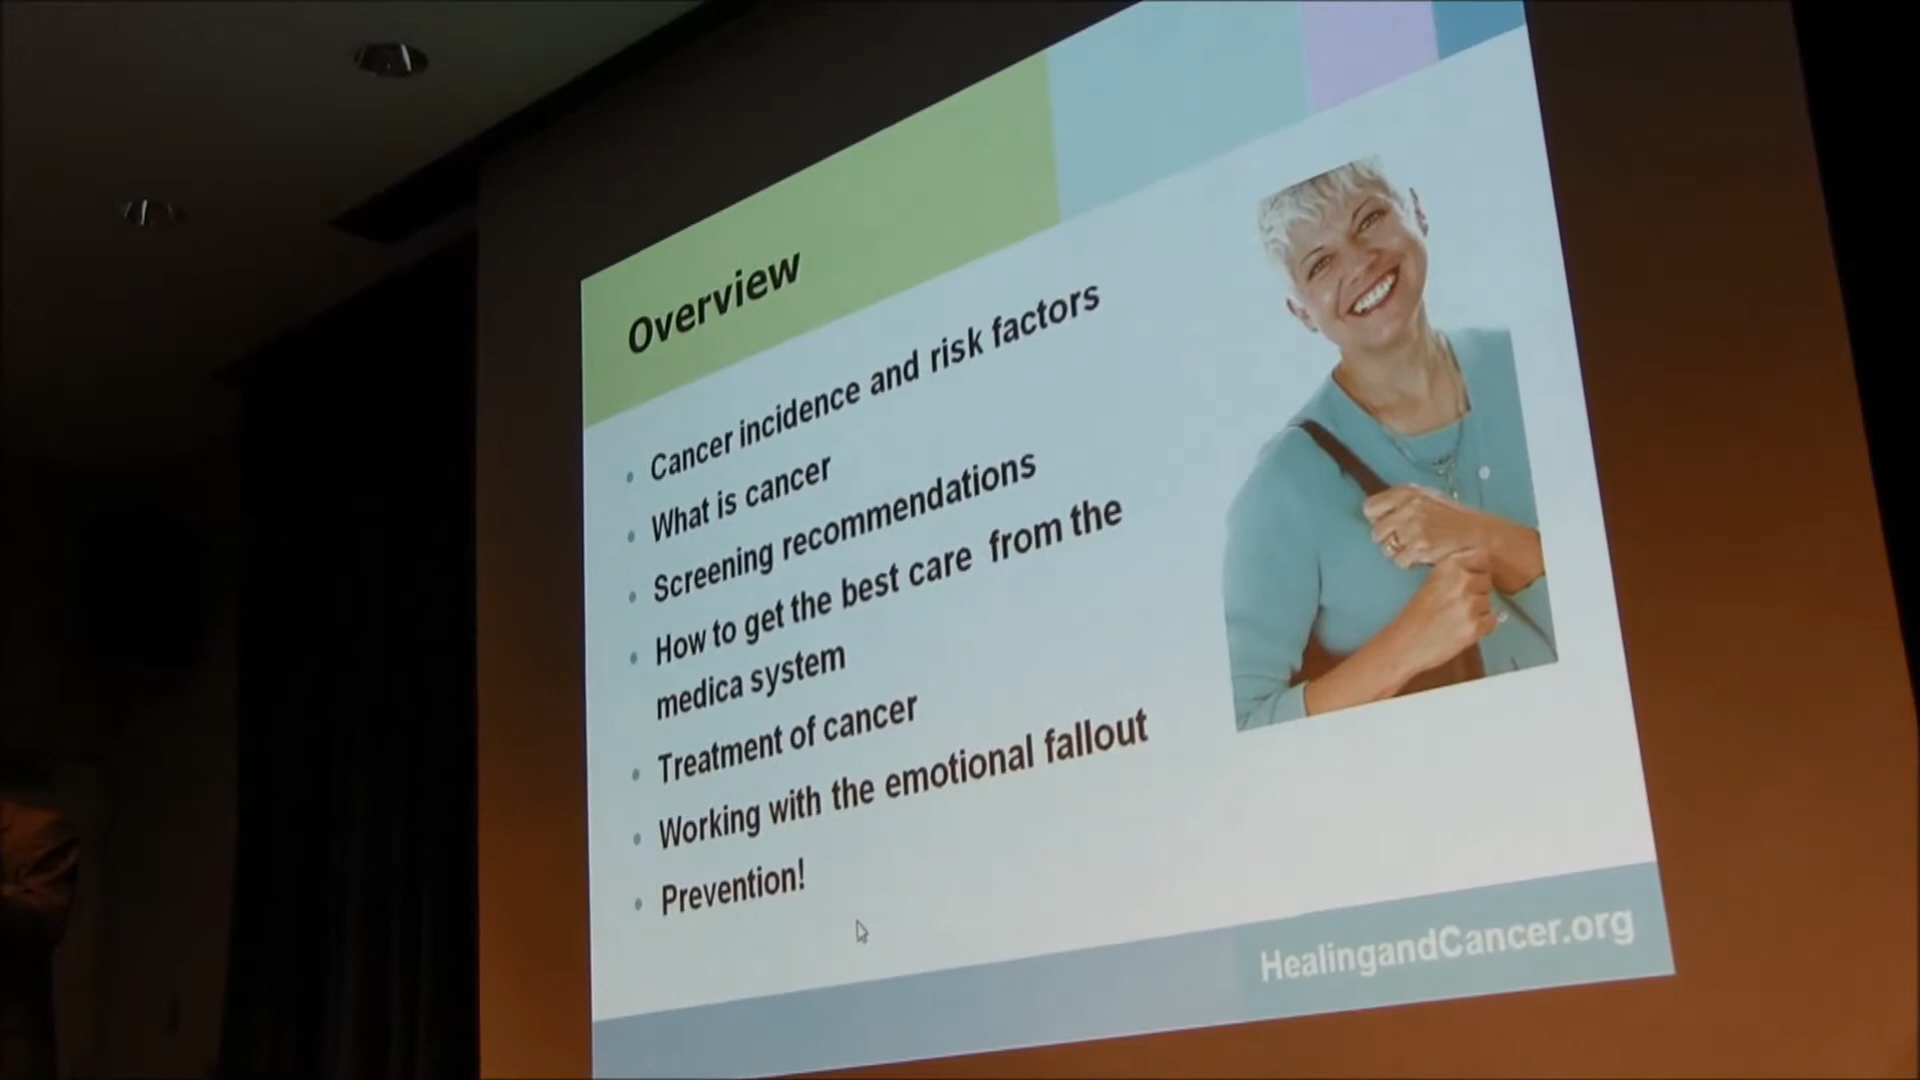 Overview
Cancer incidence and risk factors
What is cancer
Screening recommendations
How to get the best care from the
medica system
Treatment of cancer
Working with the emotional fallout
Prevention!
HealingandCancer.org